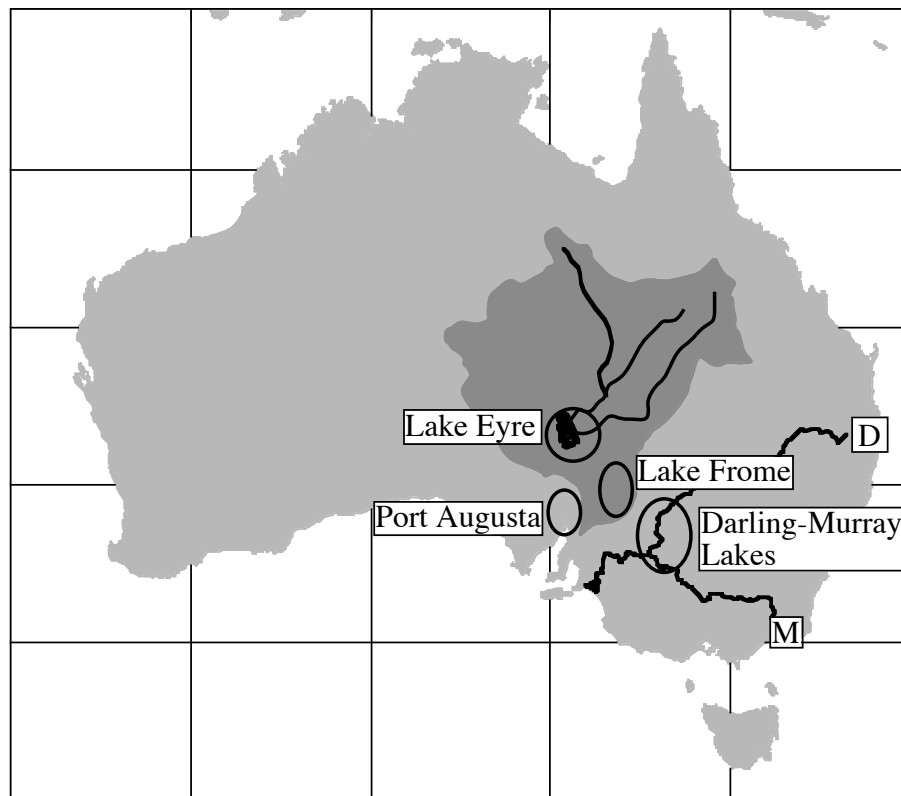 Lake Eyre
D
Lake Frome
Port Augusta
Darling-Murray
Lakes
M